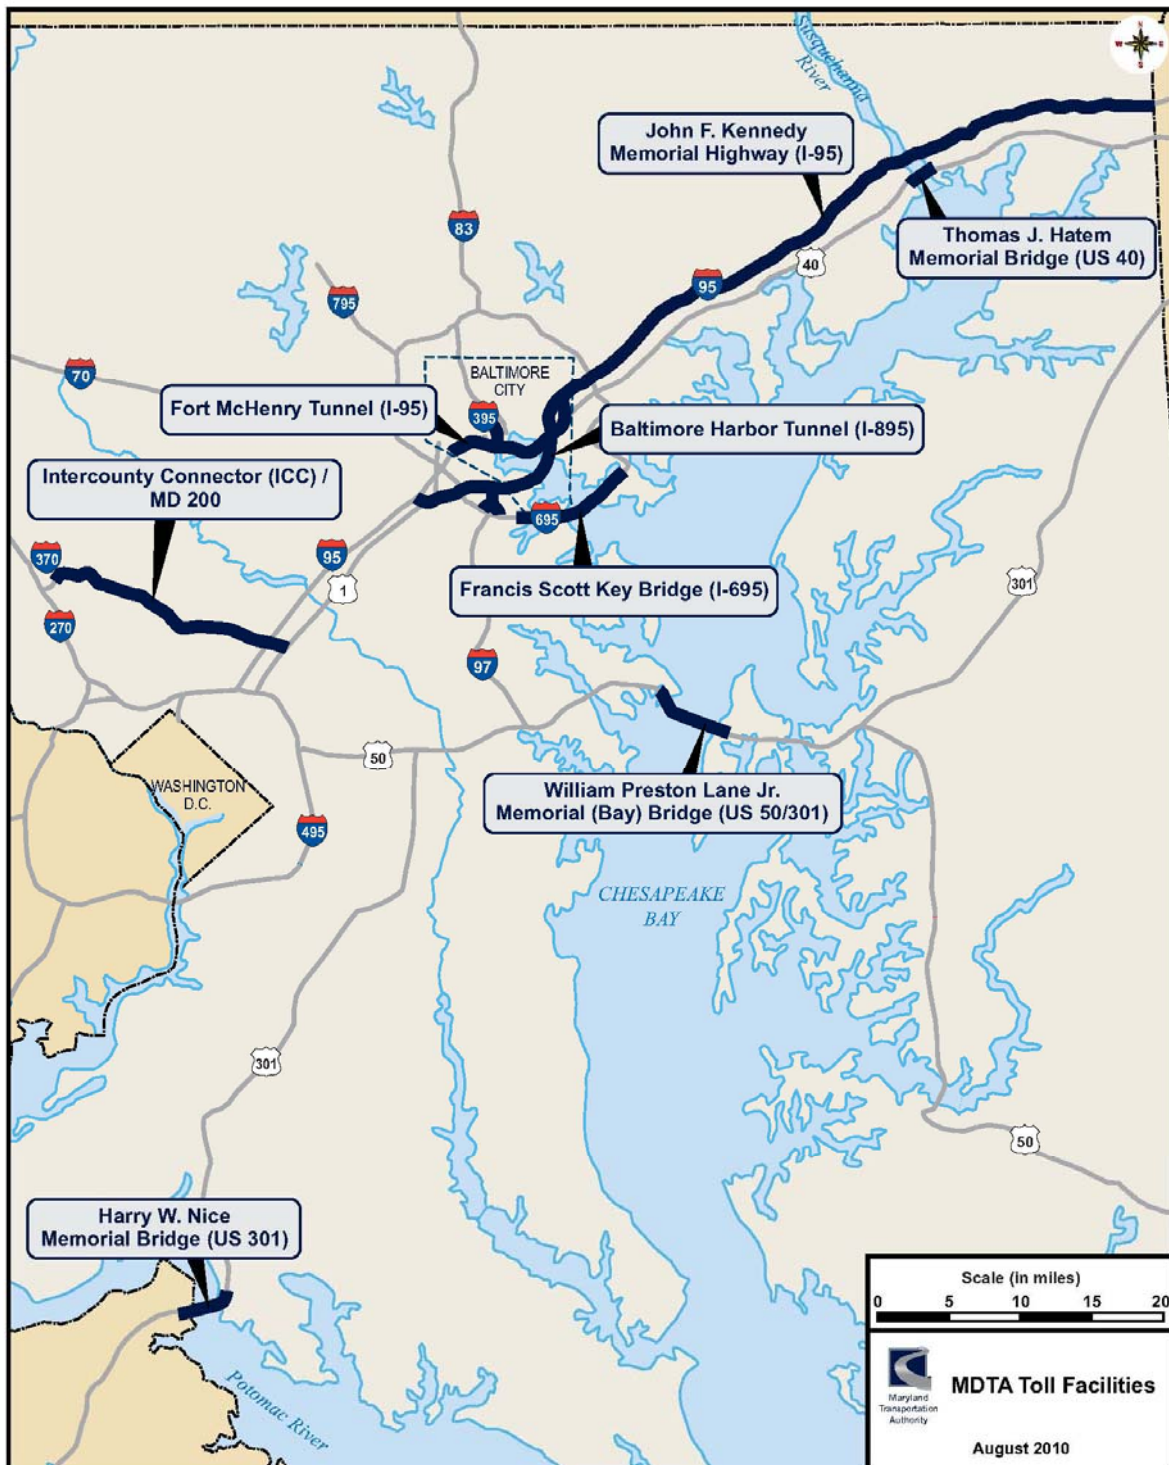 N
W
E
S
Susquehanna
River
John F. Kennedy
Memorial Highway (I-95)
Thomas J. Hatem
Memorial Bridge (US 40)
83
40
95
795
70
BALTIMORE
CITY
395
Fort McHenry Tunnel (I-95)
Baltimore Harbor Tunnel (I-895)
Intercounty Connector (ICC) /
MD 200
695
370
95
1
Francis Scott Key Bridge (I-695)
301
270
97
50
WASHINGTON
D.C.
William Preston Lane Jr.
Memorial (Bay) Bridge (US 50/301)
495
CHESAPEAKE
BAY
301
50
Harry W. Nice
Memorial Bridge (US 301)
Potomac River
Scale (in miles)
0 5 10 15 20
Maryland
Transportation
Authority
MDTA Toll Facilities
August 2010